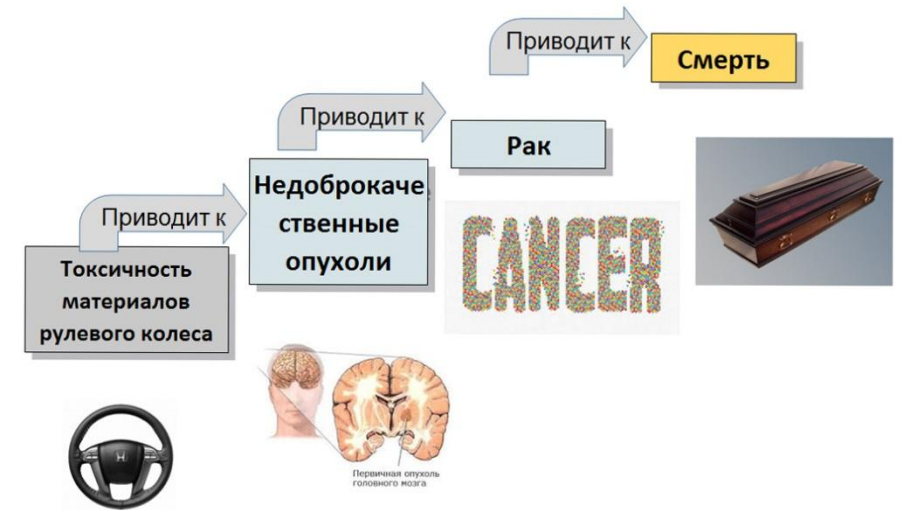 Приводит к
Смерть
Приводит к
Рак
Приводит к
Недоброкаче
ственные
опухоли
Токсичность
материалов
рулевого колеса
CANCER
Первичная опухоль
головного мозга
H